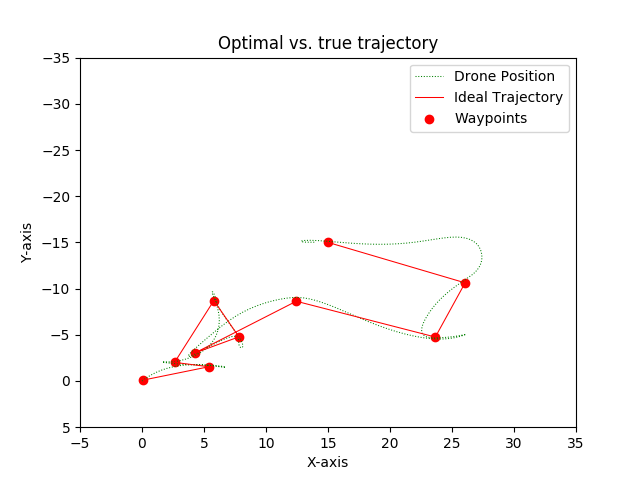 Optimal vs. true trajectory
Drone Position
Ideal Trajectory
Waypoints
Y-axis
−35
−30
−25
−20
−15
−10
−5
0
5
−5 0 5 10 15 20 25 30 35
X-axis